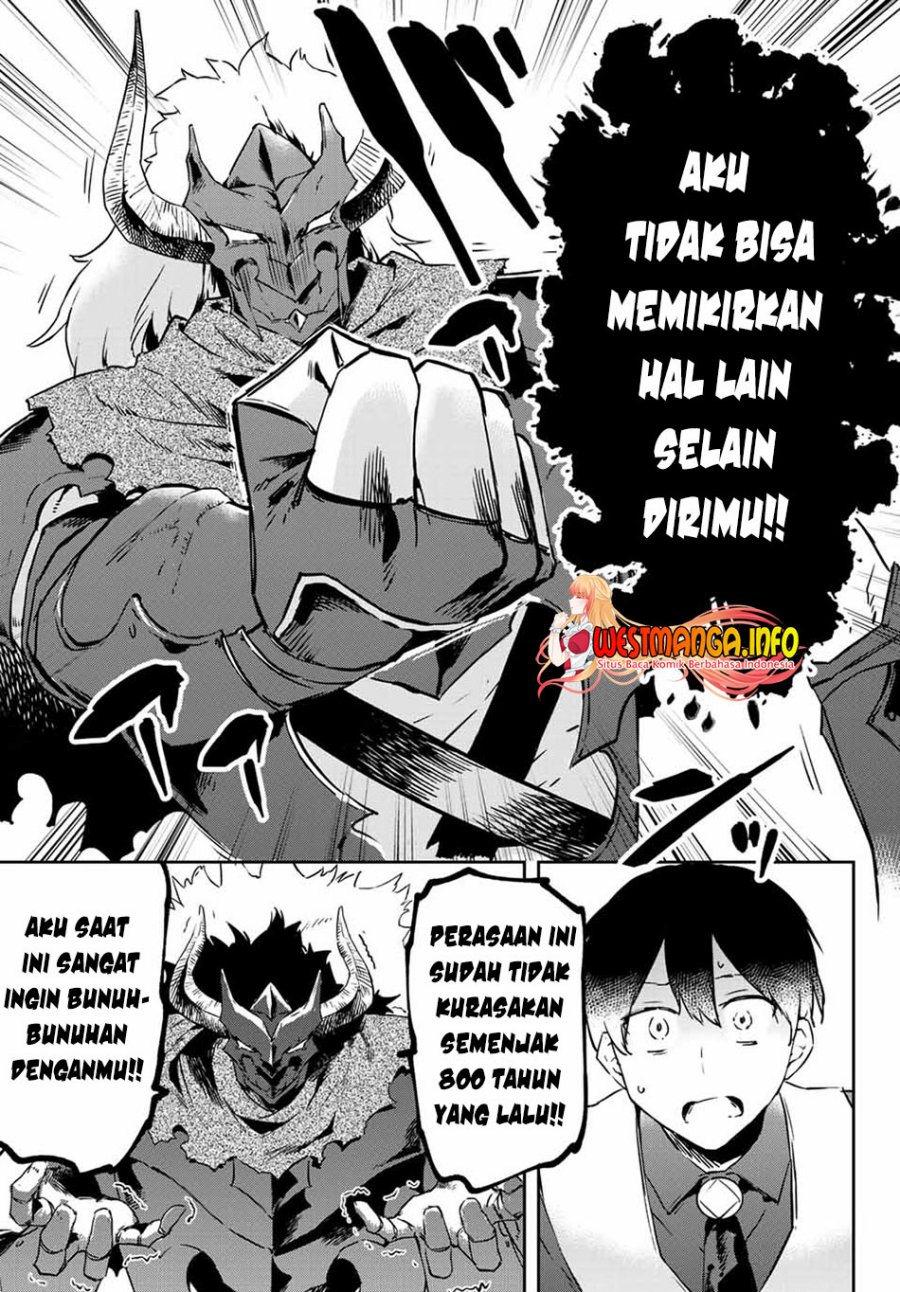 AKU
TIDAK BISA
MEMIKIRKAN
HAL LAIN
SELAIN
DIRIMU!!
WESTMANGA.INFO
Situs Baca Komik Berbahasa Indonesia
PERASAAN INI
SUDAH TIDAK
KURASAKAN
SEMENJAK
800 TAHUN
YANG LALU!!
AKU SAAT
INI SANGAT
INGIN BUNUH-
BUNUHAN
DENGANMU!!